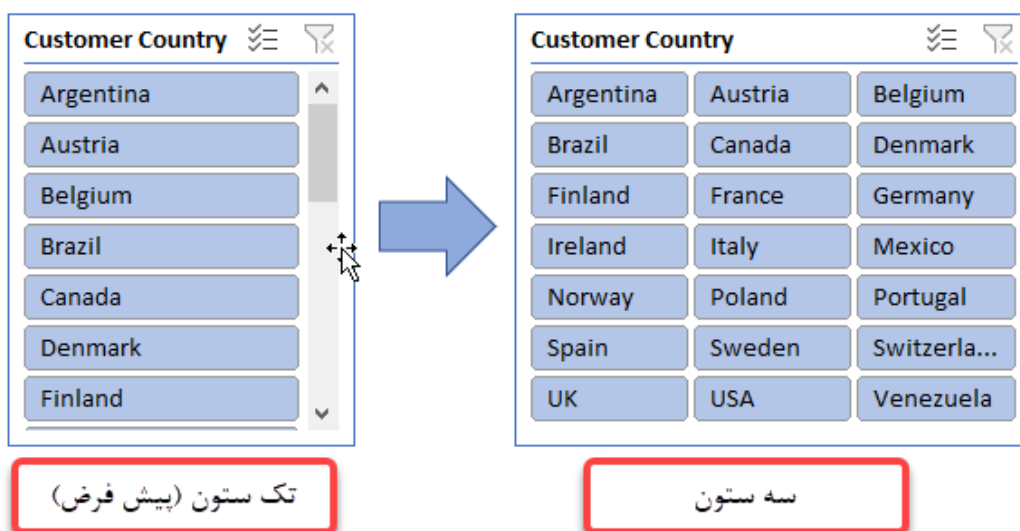 Customer Country
Argentina
Austria
Belgium
Brazil
Canada
Denmark
Finland
تک ستون (پیش فرض)
Customer Country
Argentina Austria Belgium
Brazil Canada Denmark
Finland France Germany
Ireland Italy Mexico
Norway Poland Portugal
Spain Sweden Switzerla...
UK USA Venezuela
سه ستون